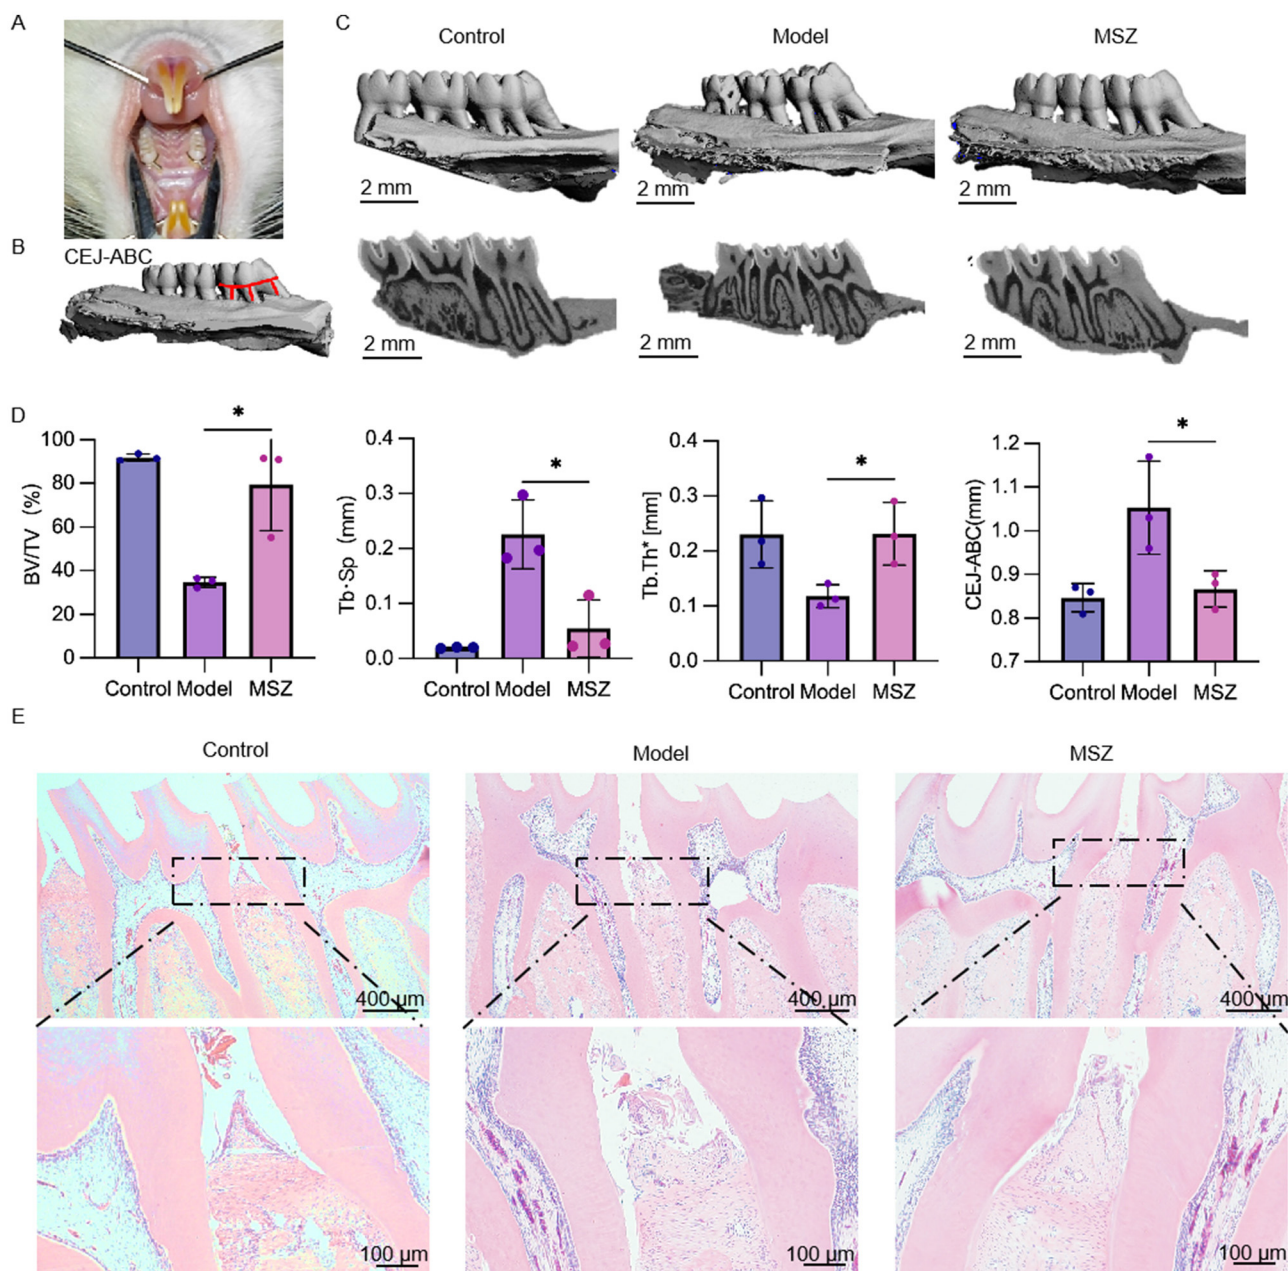 A
B
CEJ-ABC
C
Control
Model
MSZ
2 mm
2 mm
2 mm
2 mm
2 mm
2 mm
D
*
BV/TV (%)
100
80
60
40
20
0
Control Model MSZ
*
Tb·Sp (mm)
0.4
0.3
0.2
0.1
0.0
Control Model MSZ
*
Tb.Th* [mm]
0.4
0.3
0.2
0.1
0.0
Control Model MSZ
*
CEJ-ABC(mm)
1.2
1.1
1.0
0.9
0.8
0.7
Control Model MSZ
E
Control
Model
MSZ
400 μm
400 μm
400 μm
100 μm
100 μm
100 μm